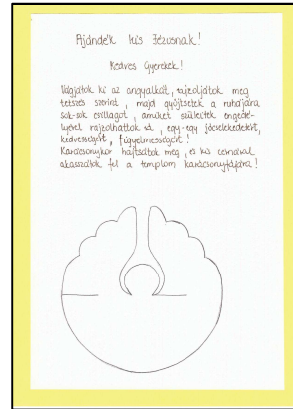 Ajándék kis Jézusnak!
Kedves Gyerekek!
Vágjátok ki az angyalkát, rajzoljátok meg
tetszés szerint, majd gyűjtsetek a ruhájára
sok-sok csillagot, amiket szüleitek engedé-
lyével rajzolhattok rá, egy-egy jócselekedetért,
kedvességért, figyelmességért!
Karácsonykor hajtsátok meg, és kis cérnával
akasszátok fel a templom karácsonyfájára!